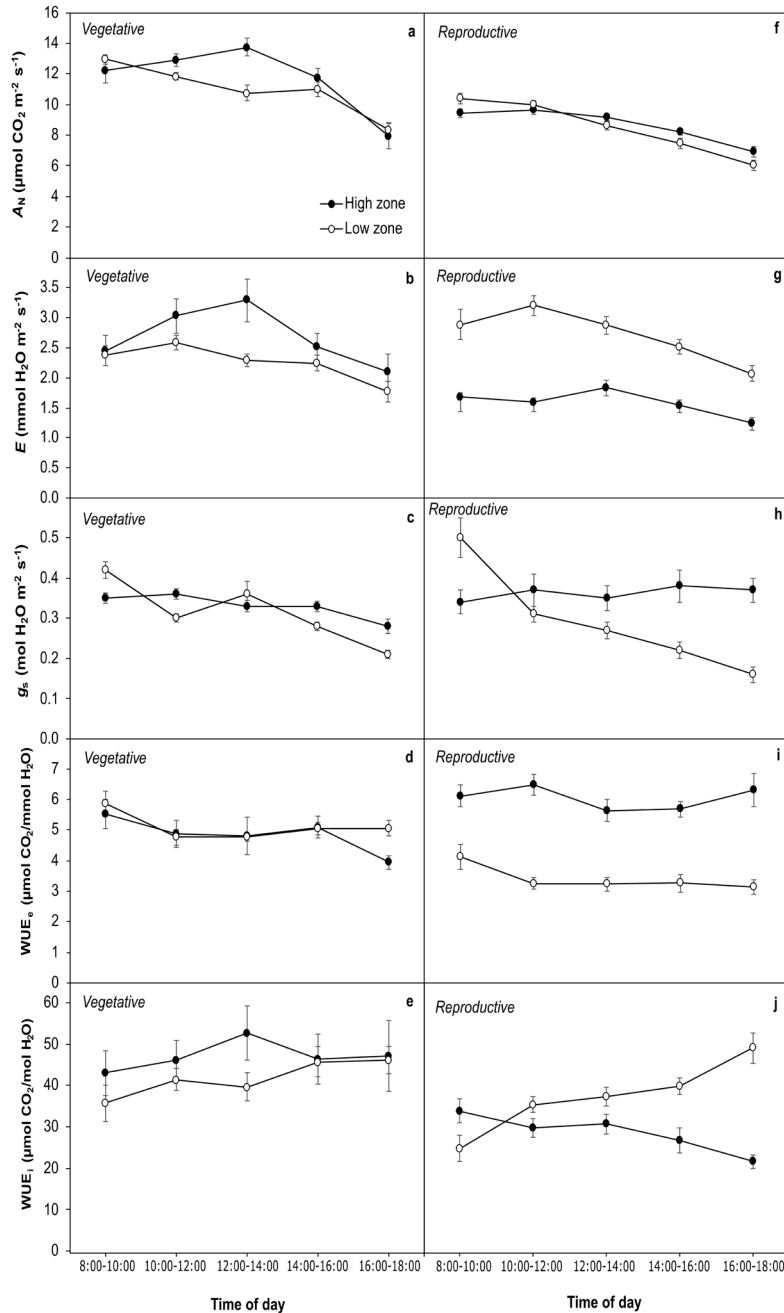 Vegetative
a
16
14
12
10
8
6
4
2
0
A_N (µmol CO₂ m⁻² s⁻¹)
High zone
Low zone
Reproductive
f
Vegetative
b
3.5
3.0
2.5
2.0
1.5
1.0
0.5
0.0
E (mmol H₂O m⁻² s⁻¹)
Reproductive
g
Vegetative
c
0.5
0.4
0.3
0.2
0.1
0.0
gₛ (mol H₂O m⁻² s⁻¹)
Reproductive
h
Vegetative
d
7
6
5
4
3
2
1
0
WUEₑ (µmol CO₂/mmol H₂O)
Reproductive
i
Vegetative
e
60
50
40
30
20
10
0
WUEᵢ (µmol CO₂/mol H₂O)
Reproductive
j
8:00-10:00 10:00-12:00 12:00-14:00 14:00-16:00 16:00-18:00
8:00-10:00 10:00-12:00 12:00-14:00 14:00-16:00 16:00-18:00
Time of day
Time of day